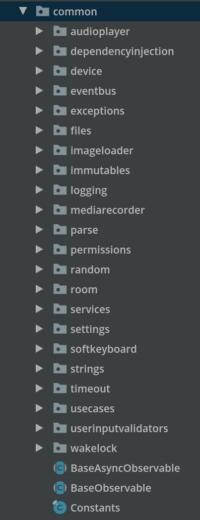 common
audioplayer
dependencyinjection
device
eventbus
exceptions
files
imageloader
immutables
logging
mediarecorder
parse
permissions
random
room
services
settings
softkeyboard
strings
timeout
usecases
userinputvalidators
wakelock
BaseAsyncObservable
BaseObservable
Constants